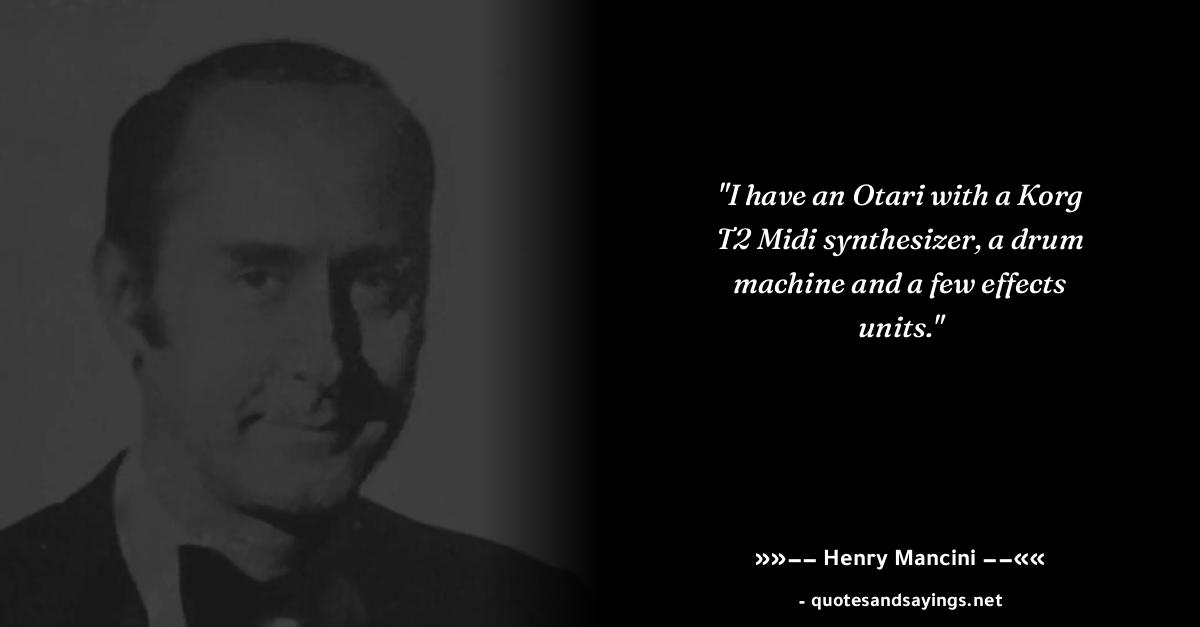 "I have an Otari with a Korg
T2 Midi synthesizer, a drum
machine and a few effects
units."
»»−− Henry Mancini −−««
- quotesandsayings.net